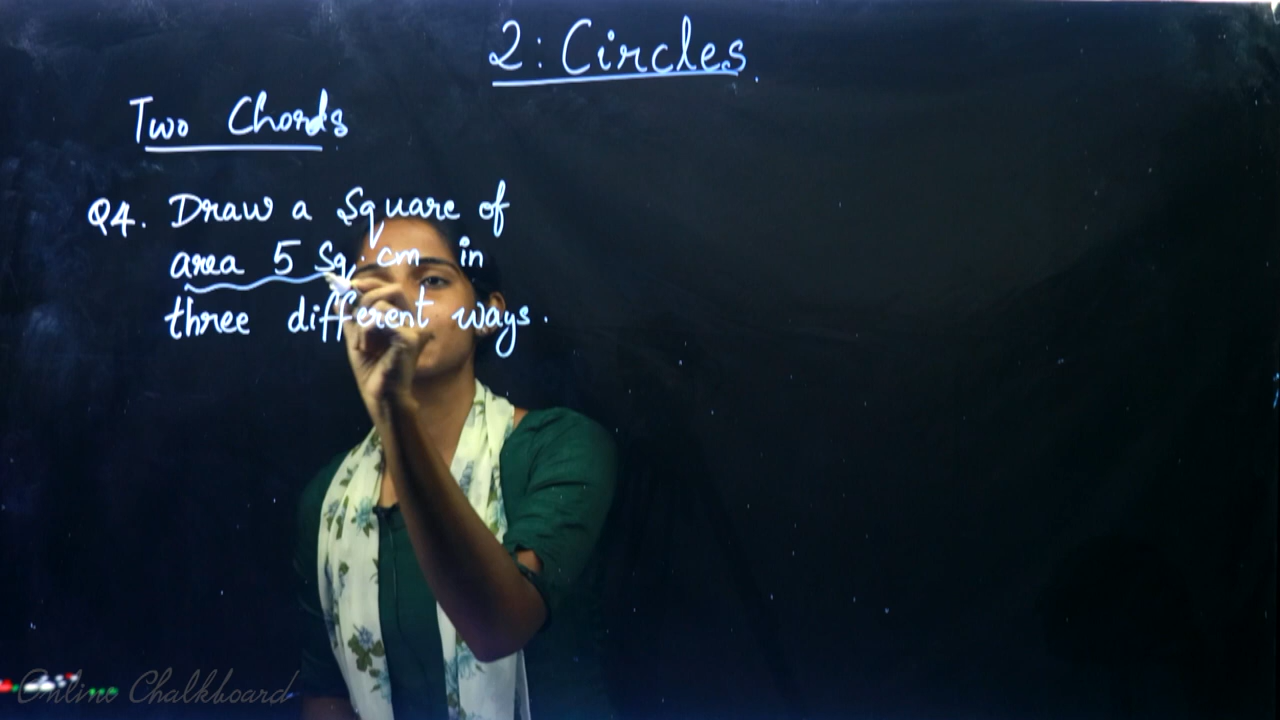 2: Circles
Two Chords
Q4. Draw a Square of
area 5 Sq. cm in
three different ways.
Online Chalkboard